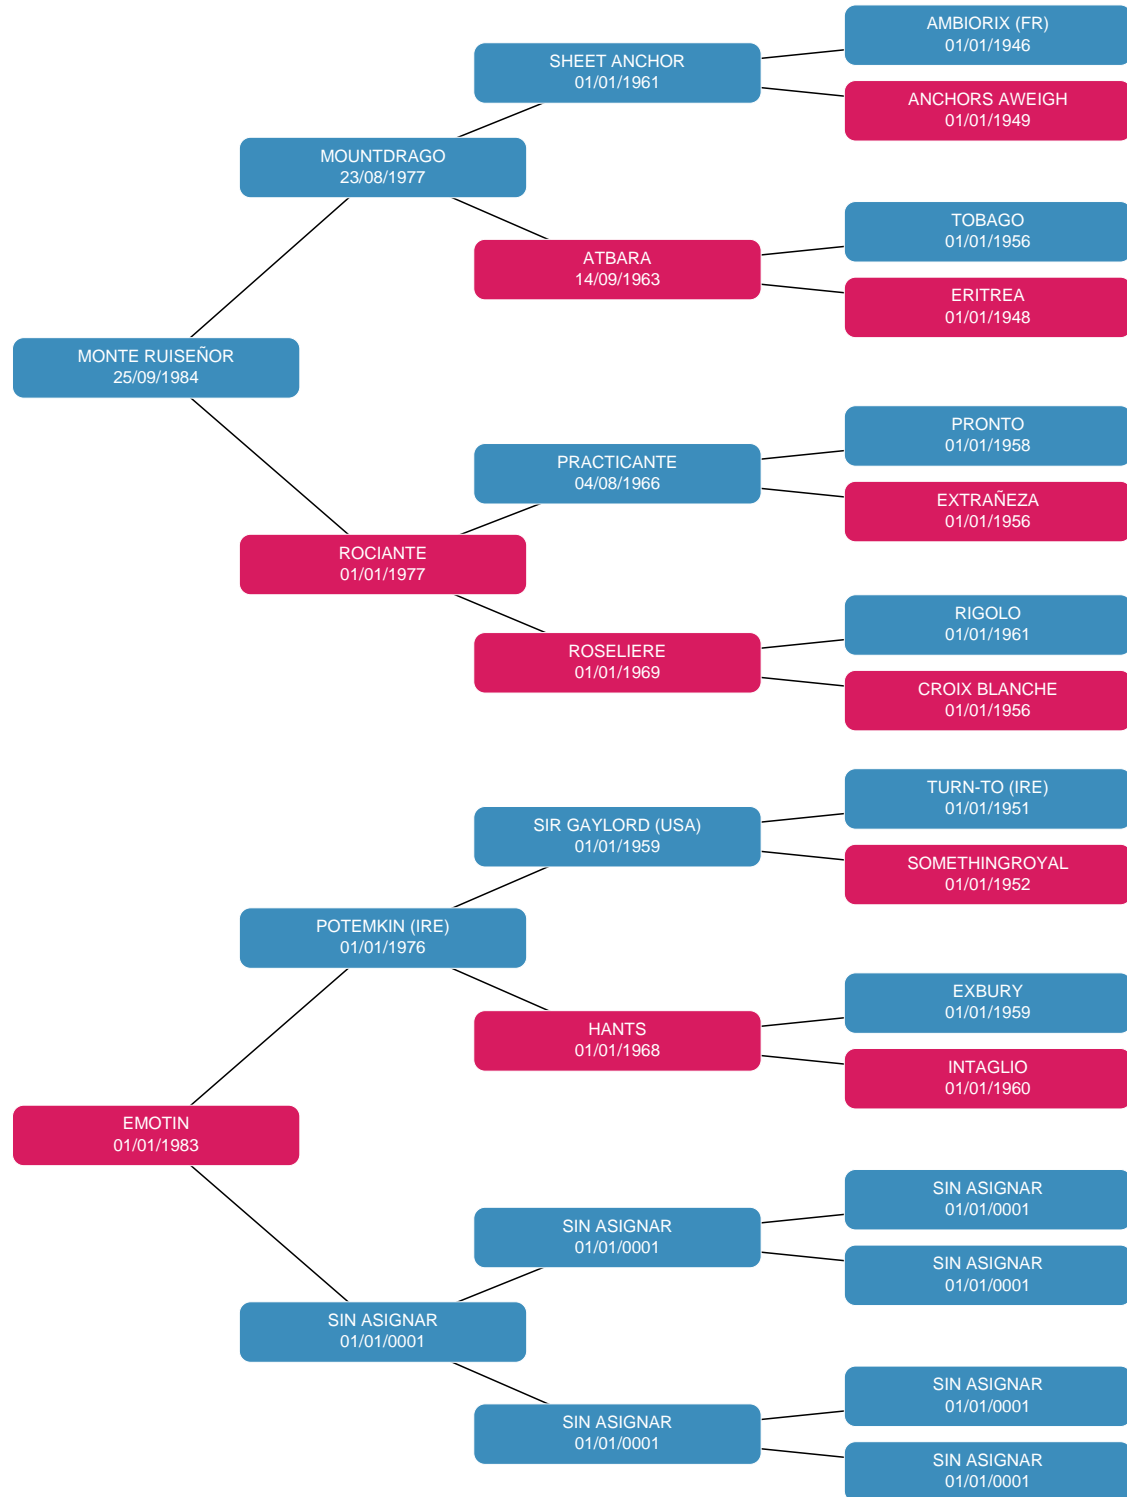 AMBIORIX (FR)
01/01/1946
SHEET ANCHOR
01/01/1961
ANCHORS AWEIGH
01/01/1949
MOUNTDRAGO
23/08/1977
TOBAGO
01/01/1956
ATBARA
14/09/1963
ERITREA
01/01/1948
MONTE RUISEÑOR
25/09/1984
PRONTO
01/01/1958
PRACTICANTE
04/08/1966
EXTRAÑEZA
01/01/1956
ROCIANTE
01/01/1977
RIGOLO
01/01/1961
ROSELIERE
01/01/1969
CROIX BLANCHE
01/01/1956
TURN-TO (IRE)
01/01/1951
SIR GAYLORD (USA)
01/01/1959
SOMETHINGROYAL
01/01/1952
POTEMKIN (IRE)
01/01/1976
EXBURY
01/01/1959
HANTS
01/01/1968
INTAGLIO
01/01/1960
EMOTIN
01/01/1983
SIN ASIGNAR
01/01/0001
SIN ASIGNAR
01/01/0001
SIN ASIGNAR
01/01/0001
SIN ASIGNAR
01/01/0001
SIN ASIGNAR
01/01/0001
SIN ASIGNAR
01/01/0001
SIN ASIGNAR
01/01/0001